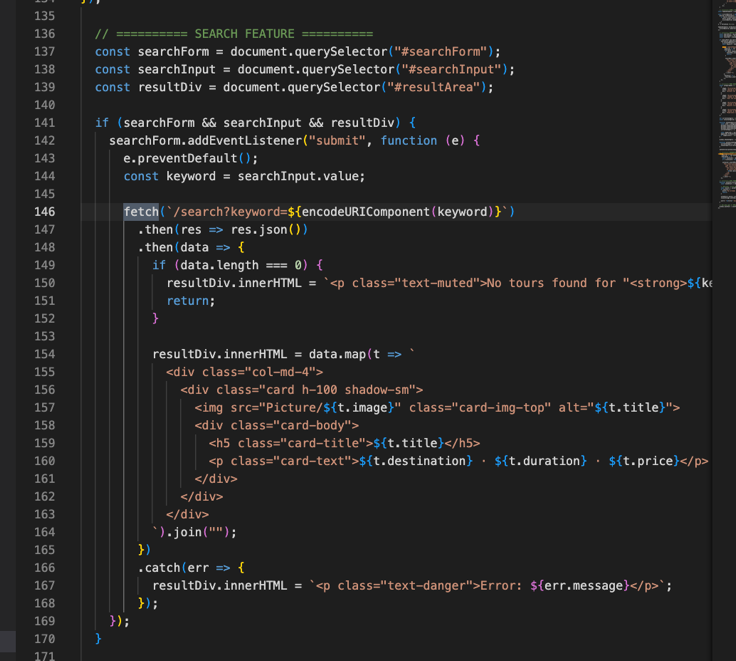 });
135
136 // ========== SEARCH FEATURE ==========
137 const searchForm = document.querySelector("#searchForm");
138 const searchInput = document.querySelector("#searchInput");
139 const resultDiv = document.querySelector("#resultArea");
140
141 if (searchForm && searchInput && resultDiv) {
142 searchForm.addEventListener("submit", function (e) {
143 e.preventDefault();
144 const keyword = searchInput.value;
145
146 fetch(`/search?keyword=${encodeURIComponent(keyword)}`)
147 .then(res => res.json())
148 .then(data => {
149 if (data.length === 0) {
150 resultDiv.innerHTML = `<p class="text-muted">No tours found for "<strong>${ke
151 return;
152 }
153
154 resultDiv.innerHTML = data.map(t => `
155 <div class="col-md-4">
156 <div class="card h-100 shadow-sm">
157 <img src="Picture/${t.image}" class="card-img-top" alt="${t.title}">
158 <div class="card-body">
159 <h5 class="card-title">${t.title}</h5>
160 <p class="card-text">${t.destination} · ${t.duration} · ${t.price}</p>
161 </div>
162 </div>
163 </div>
164 `).join("");
165 })
166 .catch(err => {
167 resultDiv.innerHTML = `<p class="text-danger">Error: ${err.message}</p>`;
168 });
169 });
170 }
171